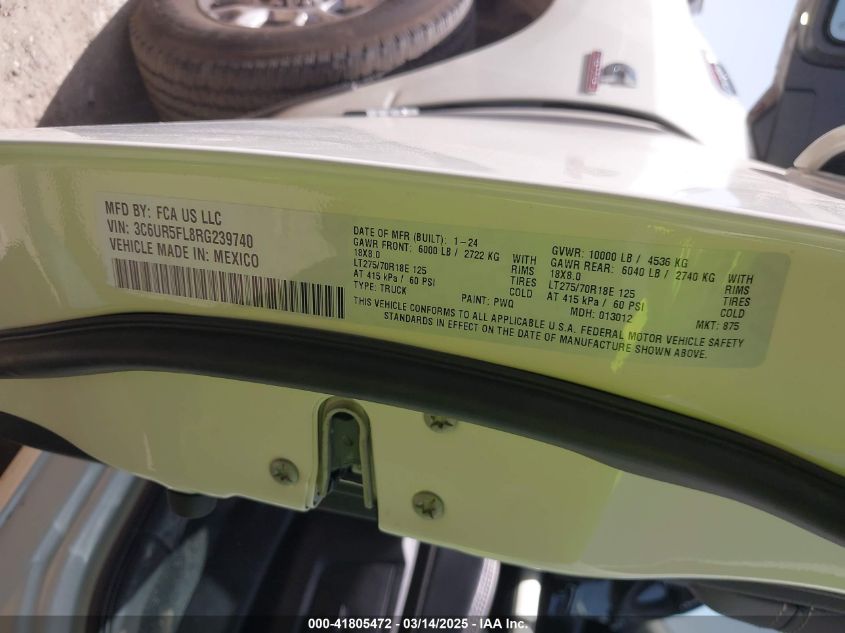 MFD BY: FCA US LLC
VIN: 3C6UR5FL8RG239740
VEHICLE MADE IN: MEXICO
DATE OF MFR (BUILT): 1-24
GAWR FRONT: 6000 LB / 2722 KG WITH
18X8.0 RIMS
LT275/70R18E 125 TIRES
AT 415 kPa / 60 PSI COLD
TYPE: TRUCK PAINT: PWQ
GVWR: 10000 LB / 4536 KG
GAWR REAR: 6040 LB / 2740 KG WITH
18X8.0 RIMS
LT275/70R18E 125 TIRES
AT 415 kPa / 60 PSI COLD
MDH: 013012 MKT: 875
THIS VEHICLE CONFORMS TO ALL APPLICABLE U.S.A. FEDERAL MOTOR VEHICLE SAFETY
STANDARDS IN EFFECT ON THE DATE OF MANUFACTURE SHOWN ABOVE.
000-41805472 - 03/14/2025 - IAA Inc.